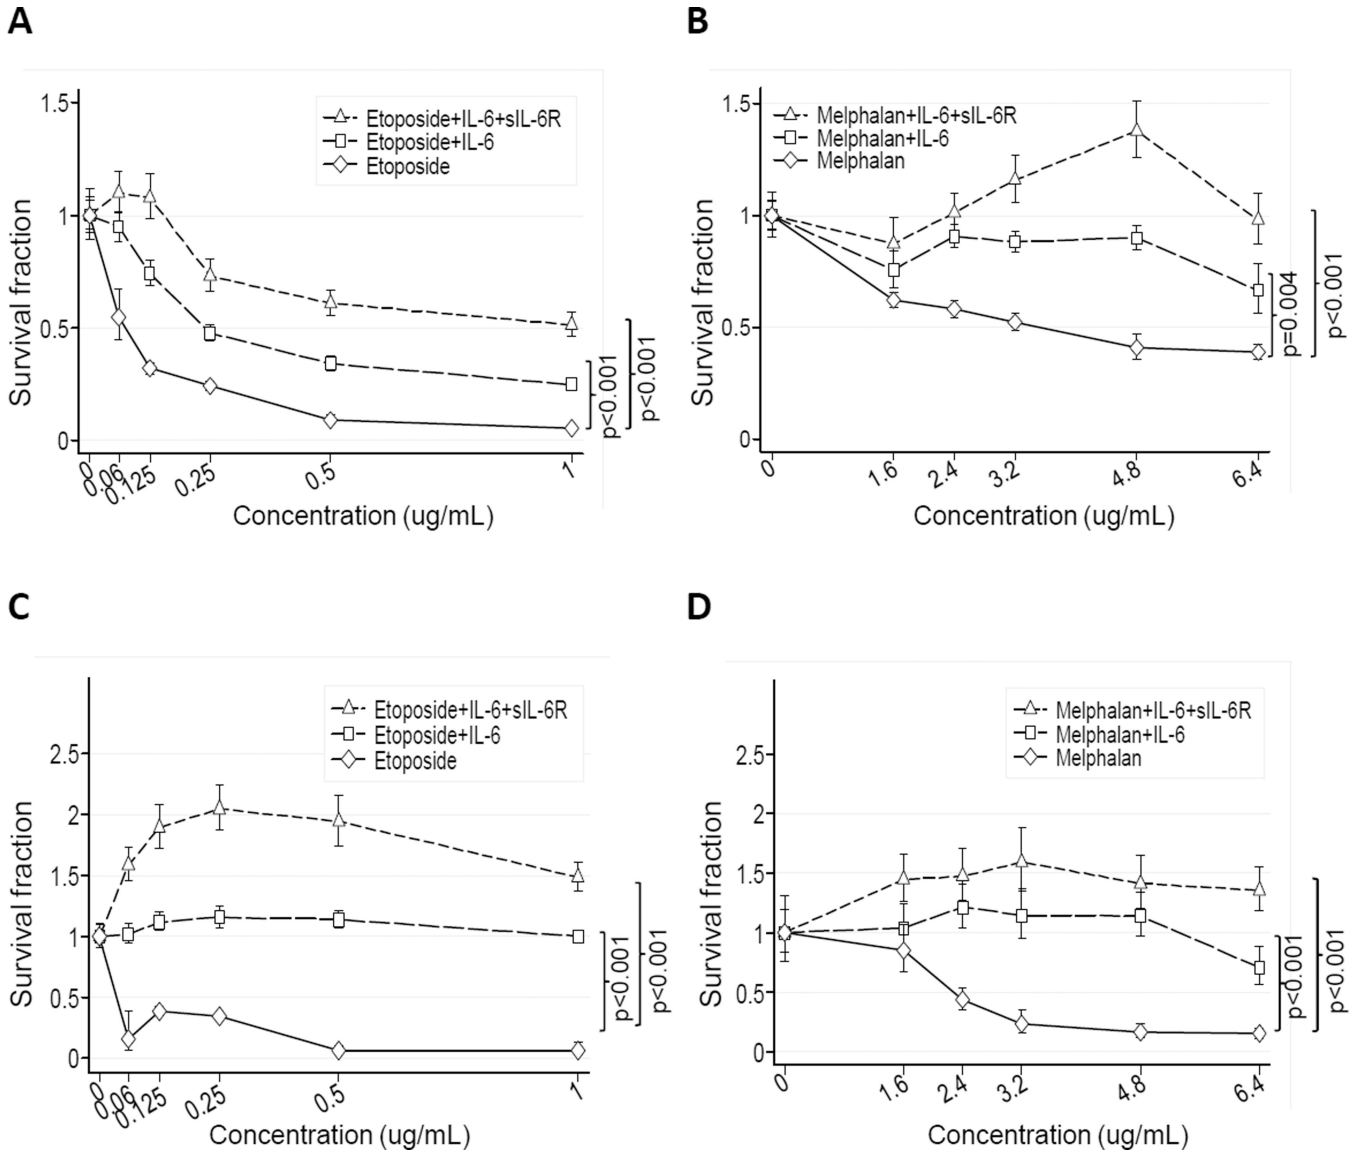 A
1.5
1
0.5
0
Survival fraction
Etoposide+IL-6+sIL-6R
Etoposide+IL-6
Etoposide
p<0.001
p<0.001
0
0.06
0.125
0.25
0.5
1
Concentration (ug/mL)
B
1.5
1
0.5
0
Survival fraction
Melphalan+IL-6+sIL-6R
Melphalan+IL-6
Melphalan
p=0.004
p<0.001
0
1.6
2.4
3.2
4.8
6.4
Concentration (ug/mL)
C
2.5
2
1.5
1
0.5
0
Survival fraction
Etoposide+IL-6+sIL-6R
Etoposide+IL-6
Etoposide
p<0.001
p<0.001
0
0.06
0.125
0.25
0.5
1
Concentration (ug/mL)
D
2.5
2
1.5
1
0.5
0
Survival fraction
Melphalan+IL-6+sIL-6R
Melphalan+IL-6
Melphalan
p<0.001
p<0.001
0
1.6
2.4
3.2
4.8
6.4
Concentration (ug/mL)